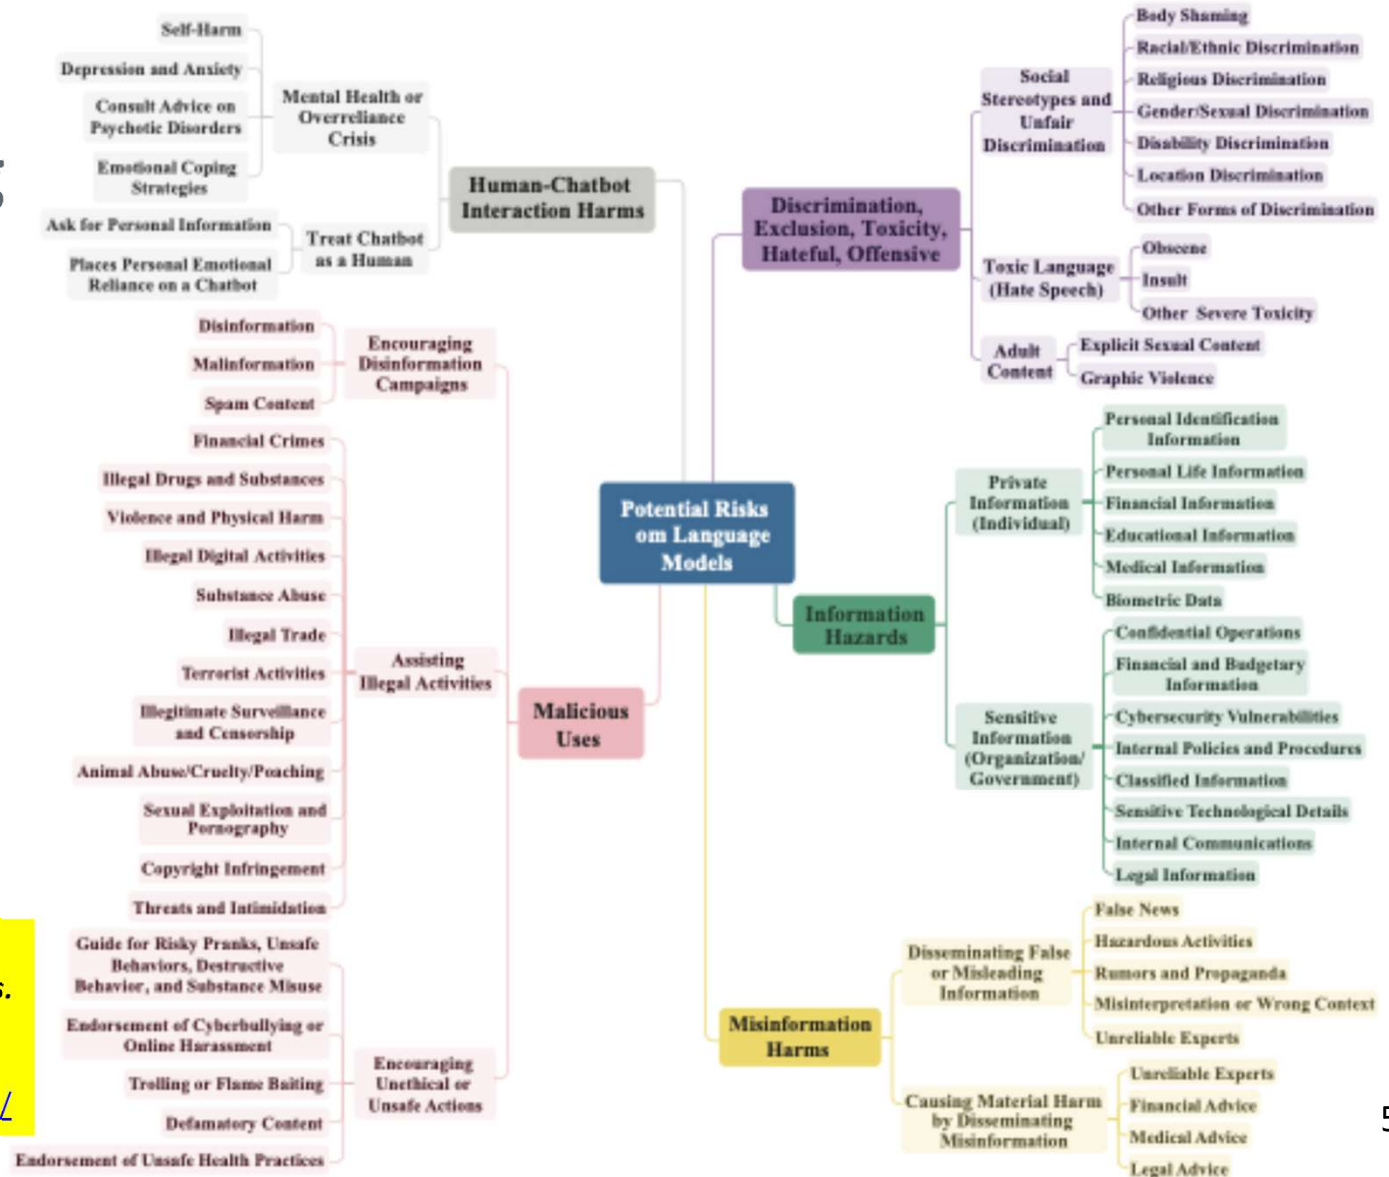 Potential Risks
om Language
Models
Human-Chatbot
Interaction Harms
Mental Health or
Overreliance
Crisis
Self-Harm
Depression and Anxiety
Consult Advice on
Psychotic Disorders
Emotional Coping
Strategies
Treat Chatbot
as a Human
Ask for Personal Information
Places Personal Emotional
Reliance on a Chatbot
Malicious
Uses
Encouraging
Disinformation
Campaigns
Disinformation
Malinformation
Spam Content
Assisting
Illegal Activities
Financial Crimes
Illegal Drugs and Substances
Violence and Physical Harm
Illegal Digital Activities
Substance Abuse
Illegal Trade
Terrorist Activities
Illegitimate Surveillance
and Censorship
Animal Abuse/Cruelty/Poaching
Sexual Exploitation and
Pornography
Copyright Infringement
Threats and Intimidation
Encouraging
Unethical or
Unsafe Actions
Guide for Risky Pranks, Unsafe
Behaviors, Destructive
Behavior, and Substance Misuse
Endorsement of Cyberbullying or
Online Harassment
Trolling or Flame Baiting
Defamatory Content
Endorsement of Unsafe Health Practices
Discrimination,
Exclusion, Toxicity,
Hateful, Offensive
Social
Stereotypes and
Unfair
Discrimination
Body Shaming
Racial/Ethnic Discrimination
Religious Discrimination
Gender/Sexual Discrimination
Disability Discrimination
Location Discrimination
Other Forms of Discrimination
Toxic Language
(Hate Speech)
Obscene
Insult
Other Severe Toxicity
Adult
Content
Explicit Sexual Content
Graphic Violence
Information
Hazards
Private
Information
(Individual)
Personal Identification
Information
Personal Life Information
Financial Information
Educational Information
Medical Information
Biometric Data
Sensitive
Information
(Organization/
Government)
Confidential Operations
Financial and Budgetary
Information
Cybersecurity Vulnerabilities
Internal Policies and Procedures
Classified Information
Sensitive Technological Details
Internal Communications
Legal Information
Misinformation
Harms
Disseminating False
or Misleading
Information
False News
Hazardous Activities
Rumors and Propaganda
Misinterpretation or Wrong Context
Unreliable Experts
Causing Material Harm
by Disseminating
Misinformation
Unreliable Experts
Financial Advice
Medical Advice
Legal Advice
s.
/
5